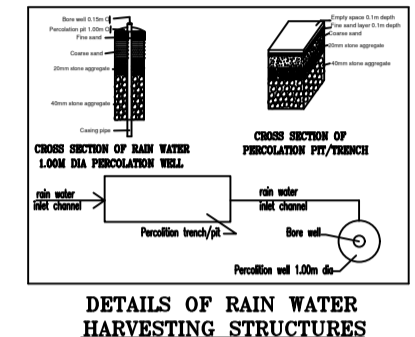 Bore well 0.15m O
Percolation pit 1.00m O
Fine sand
Coarse sand
20mm stone aggregate
40mm stone aggregate
Casing pipe
CROSS SECTION OF RAIN WATER
1.00M DIA PERCOLATION WELL
Empty space 0.1m depth
Fine sand layer 0.1m depth
Coarse sand
20mm stone aggregate
40mm stone aggregate
CROSS SECTION OF
PERCOLATION PIT/TRENCH
rain water
inlet channel
Percolition trench/pit
rain water
inlet channel
Bore well
Percolition well 1.00m dia
DETAILS OF RAIN WATER
HARVESTING STRUCTURES